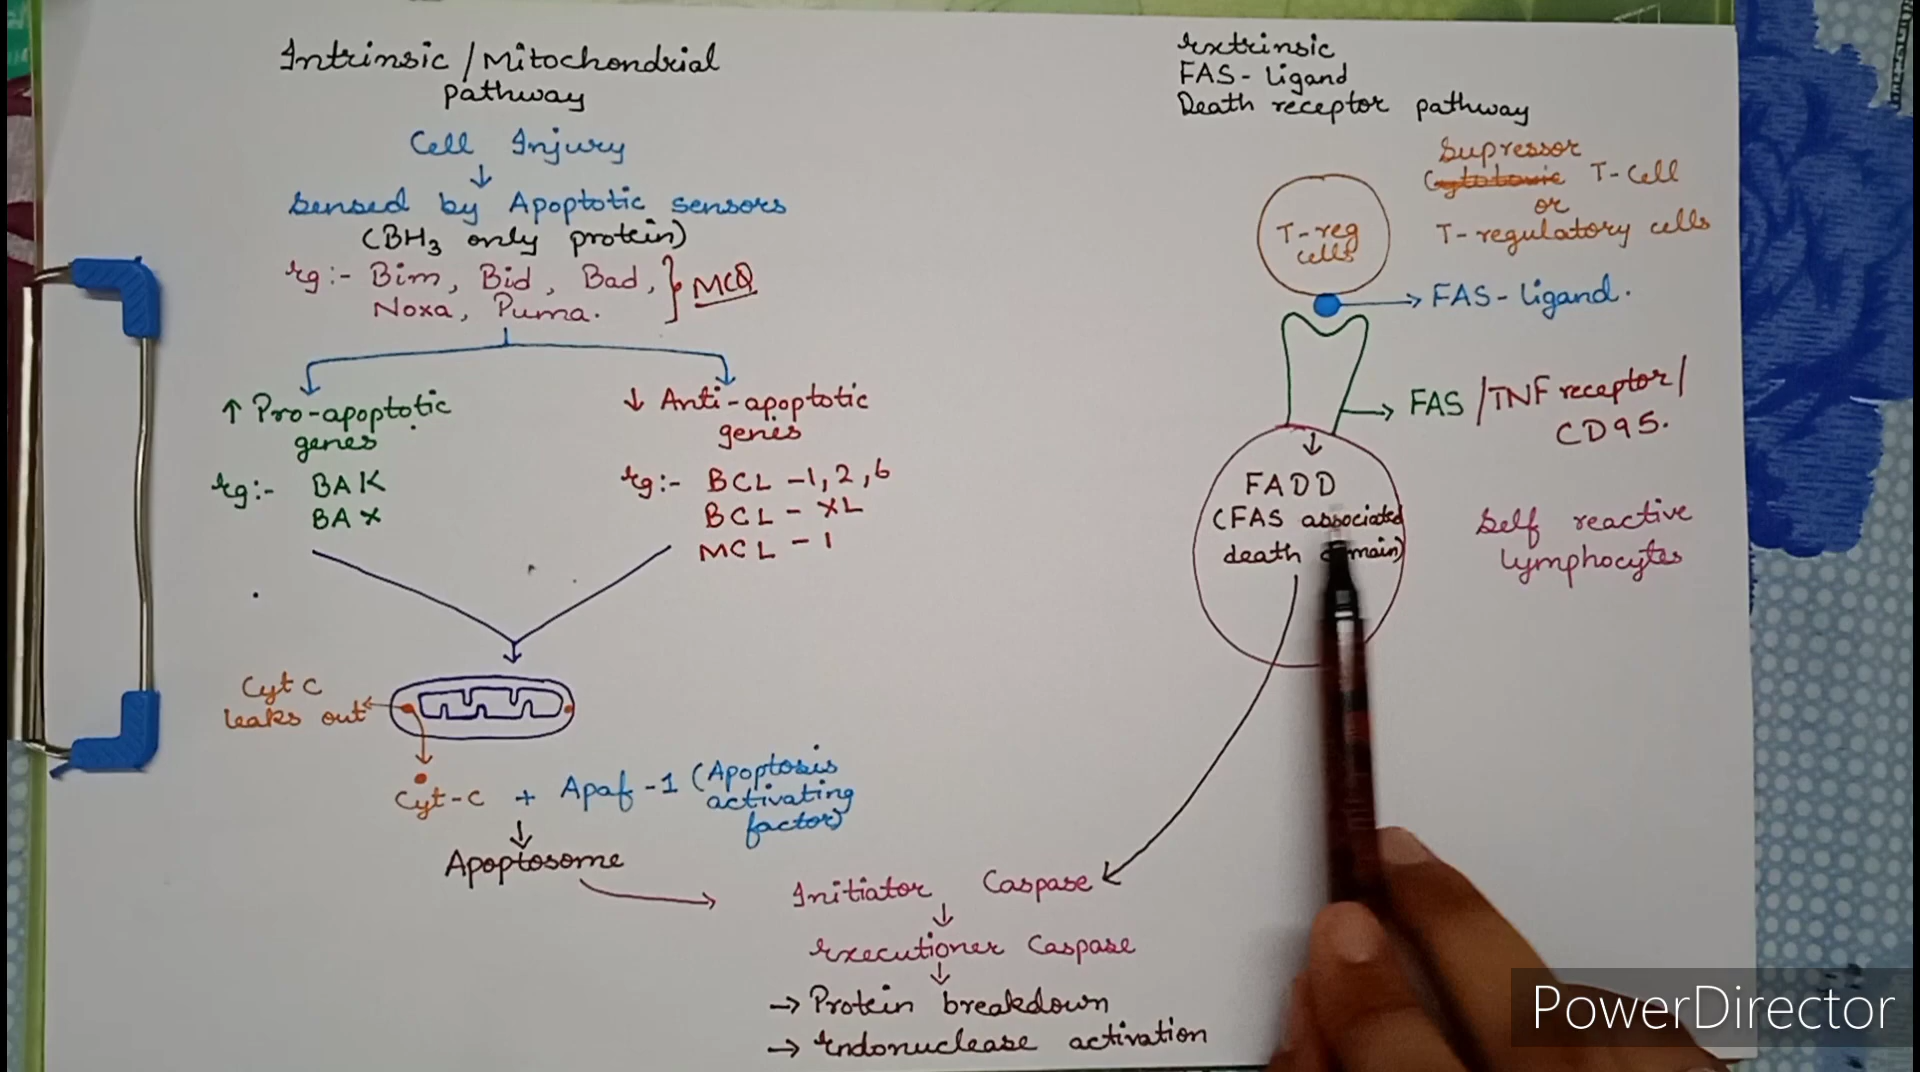 Intrinsic / Mitochondrial
pathway
Cell Injury
↓
Sensed by Apoptotic sensors
(BH3 only protein)
eg:- Bim, Bid, Bad,
Noxa, Puma.
MCQ
↑ Pro-apoptotic
genes
eg:- BAK
BAX
↓ Anti-apoptotic
genes
eg:- BCL -1, 2, 6
BCL - XL
MCL - 1
Cyt C
leaks out
Cyt-C + Apaf-1 (Apoptosis
activating
factor)
↓
Apoptosome
Extrinsic
FAS- Ligand
Death receptor pathway
T-reg
cells
Supressor
Cytotoxic T-Cell
or
T-regulatory cells
→ FAS-Ligand.
→ FAS /TNF receptor/
CD95.
↓
FADD
(FAS associated
death main)
Self reactive
lymphocytes
Initiator Caspase
↓
Executioner Caspase
↓
→ Protein breakdown
→ Endonuclease activation
PowerDirector